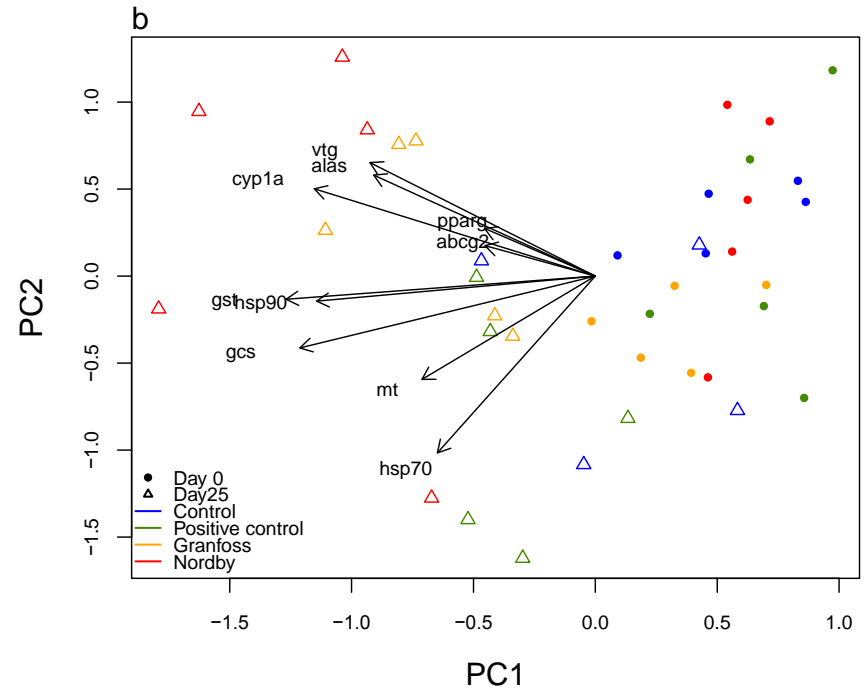 b
PC2
1.0
0.5
0.0
−0.5
−1.0
−1.5
vtg
alas
cyp1a
pparg
abcg2
gst
hsp90
gcs
mt
hsp70
Day 0
Day25
Control
Positive control
Granfoss
Nordby
−1.5
−1.0
−0.5
0.0
0.5
1.0
PC1